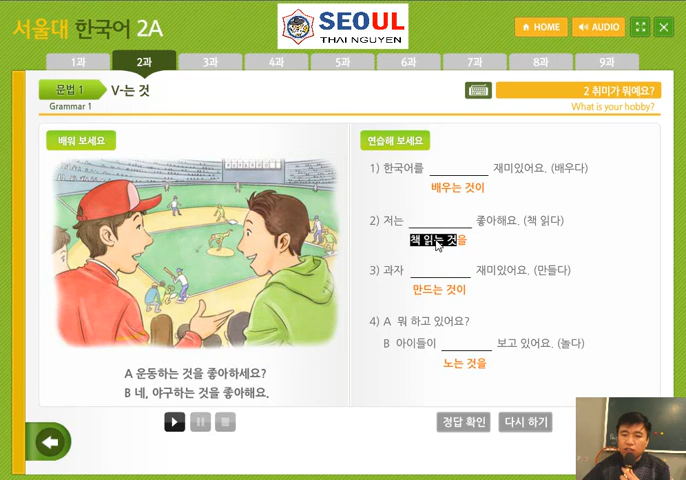 서울대 한국어 2A
SEOUL
THAI NGUYEN
HOME
AUDIO
1과
2과
3과
4과
5과
6과
7과
8과
9과
문법 1
V-는 것
2 취미가 뭐예요?
Grammar 1
What is your hobby?
배워 보세요
연습해 보세요
1) 한국어를 ________ 재미있어요. (배우다)
배우는 것이
2) 저는 ________ 좋아해요. (책 읽다)
책 읽는 것을
3) 과자 ________ 재미있어요. (만들다)
만드는 것이
4) A 뭐 하고 있어요?
B 아이들이 ________ 보고 있어요. (놀다)
노는 것을
A 운동하는 것을 좋아하세요?
B 네, 야구하는 것을 좋아해요.
정답 확인
다시 하기